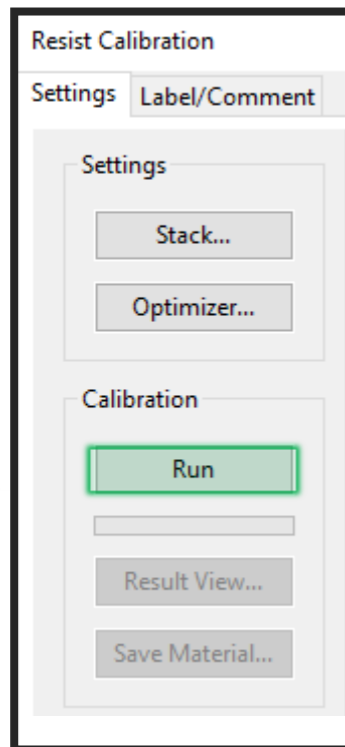 Resist Calibration
Settings Label/Comment
Settings
Stack...
Optimizer...
Calibration
Run
Result View...
Save Material...